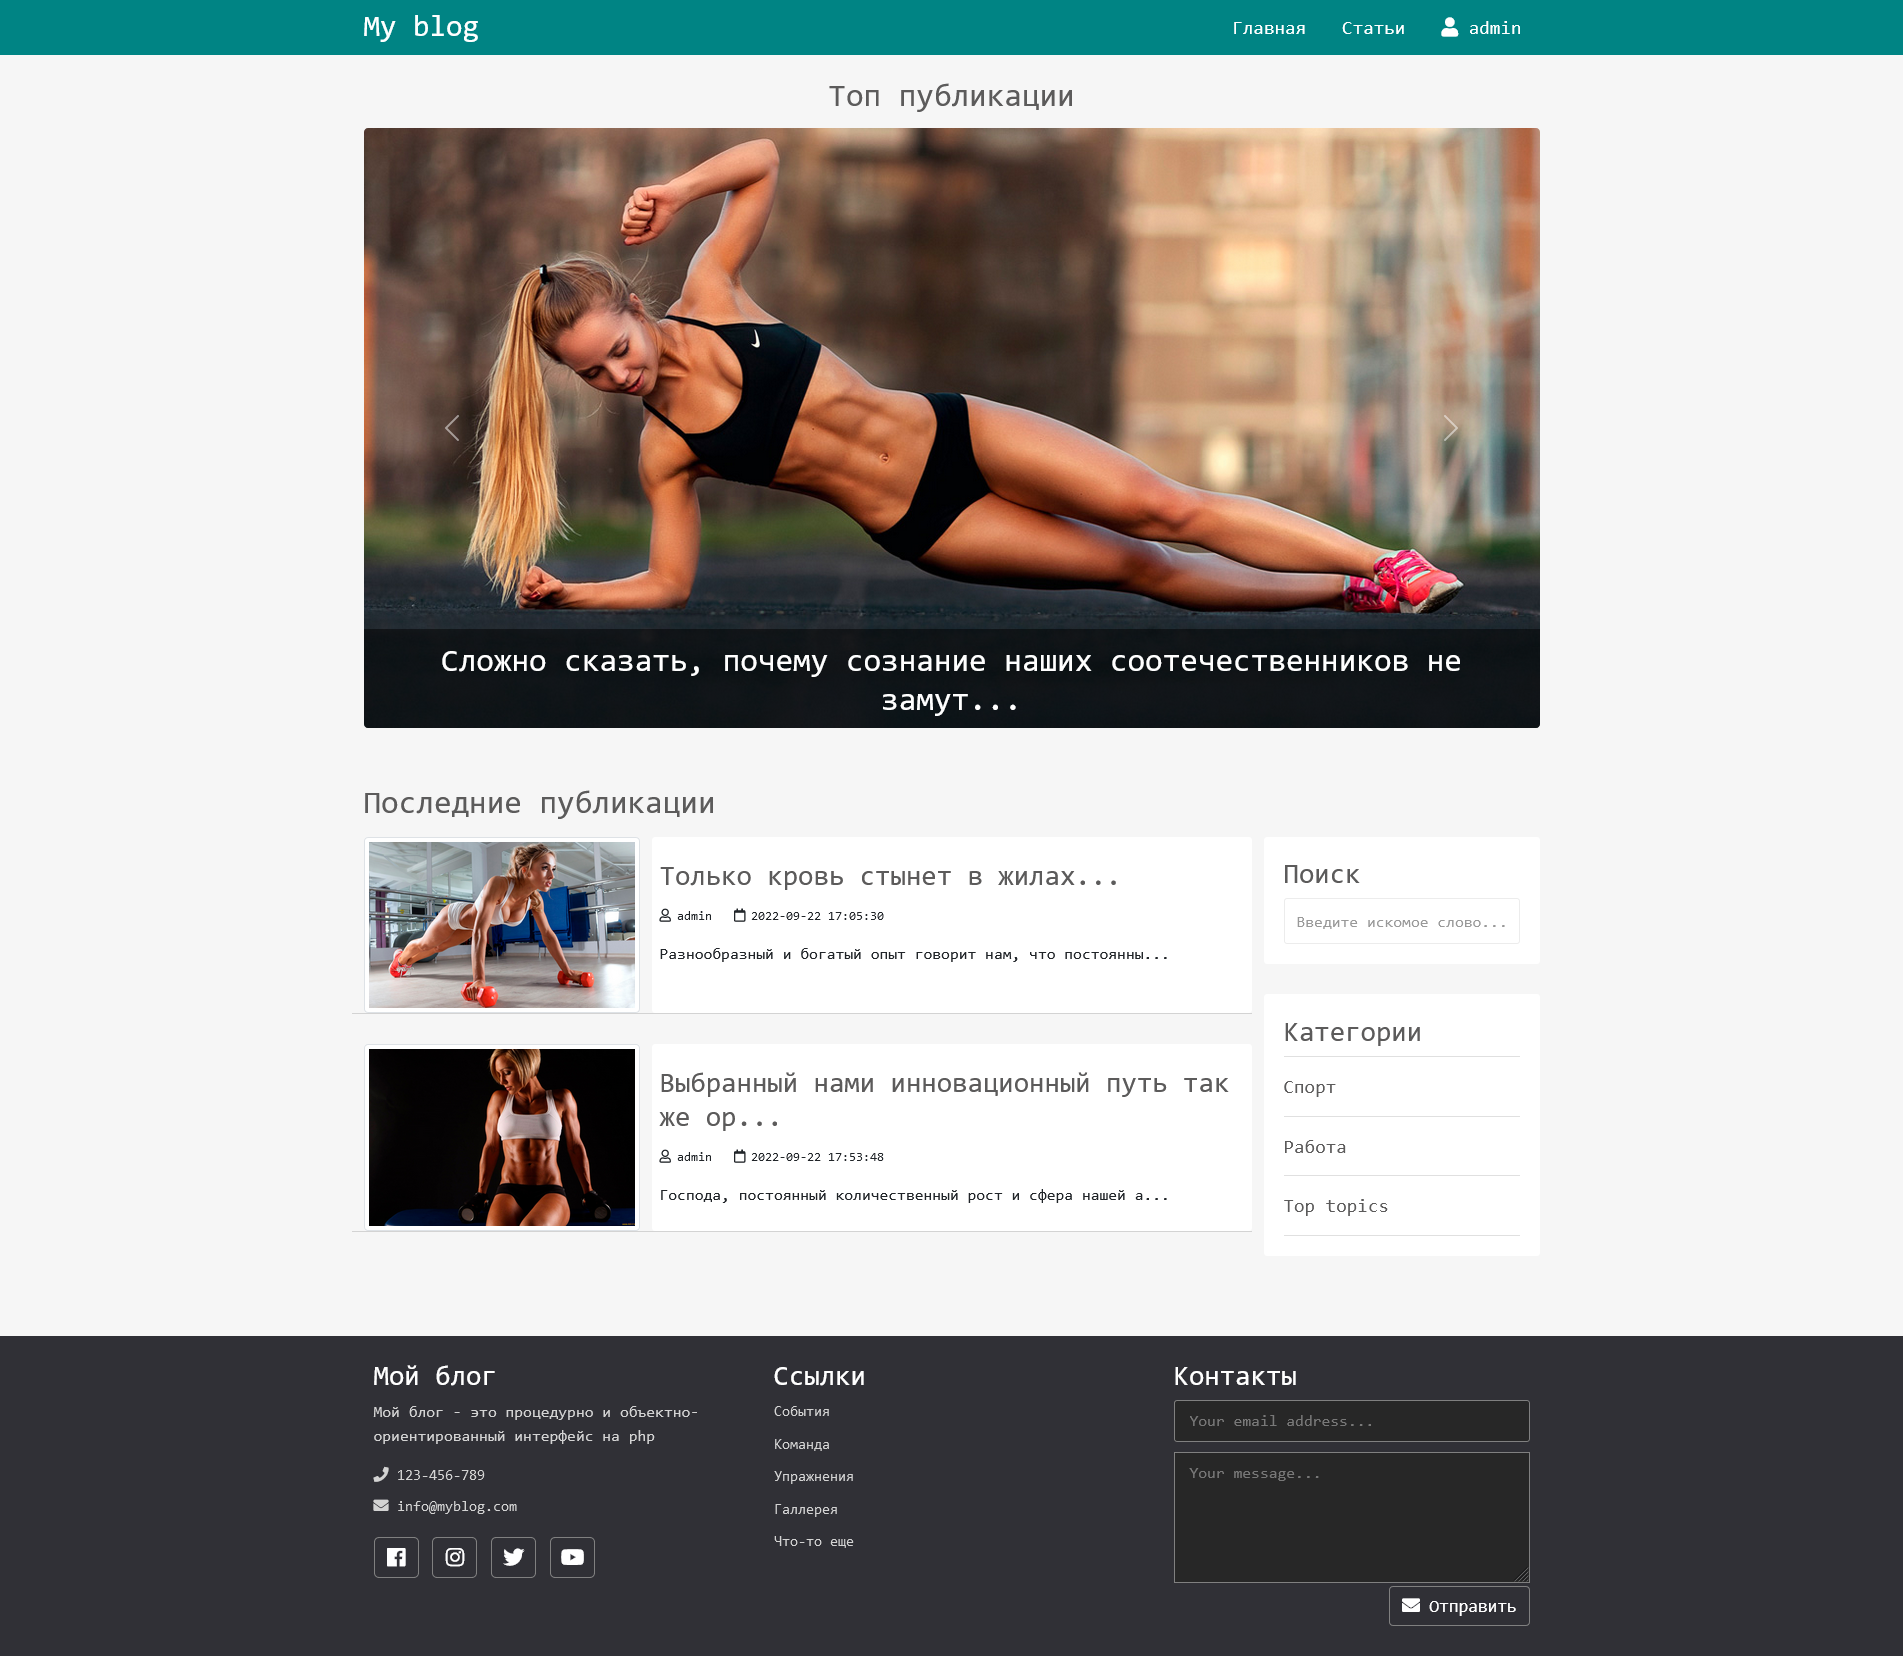 My blog
Главная
Статьи
admin
Топ публикации
Сложно сказать, почему сознание наших соотечественников не
замут...
Последние публикации
Только кровь стынет в жилах...
admin 2022-09-22 17:05:30
Разнообразный и богатый опыт говорит нам, что постоянны...
Выбранный нами инновационный путь так
же ор...
admin 2022-09-22 17:53:48
Господа, постоянный количественный рост и сфера нашей а...
Поиск
Введите искомое слово...
Категории
Спорт
Работа
Top topics
Мой блог
Мой блог - это процедурно и объектно-
ориентированный интерфейс на php
123-456-789
info@myblog.com
Ссылки
События
Команда
Упражнения
Галлерея
Что-то еще
Контакты
Your email address...
Your message...
Отправить